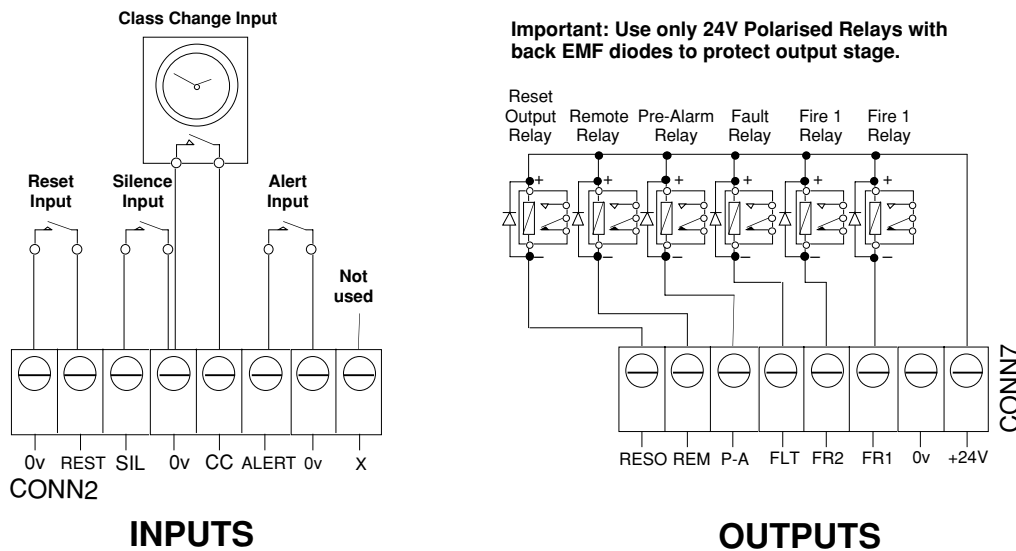 Class Change Input
Reset
Input
Silence
Input
Alert
Input
Not
used
0v REST SIL 0v CC ALERT 0v X
CONN2
INPUTS
Important: Use only 24V Polarised Relays with
back EMF diodes to protect output stage.
Reset
Output
Relay
Remote
Relay
Pre-Alarm
Relay
Fault
Relay
Fire 1
Relay
Fire 1
Relay
+ + + + + +
– – – – – –
RESO REM P-A FLT FR2 FR1 0v +24V
CONN7
OUTPUTS